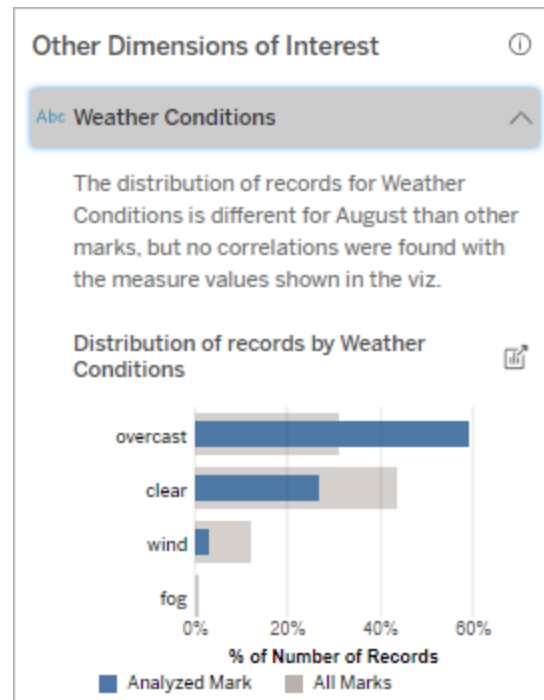 Other Dimensions of Interest
Abc Weather Conditions
The distribution of records for Weather
Conditions is different for August than other
marks, but no correlations were found with
the measure values shown in the viz.
Distribution of records by Weather
Conditions
overcast
clear
wind
fog
0% 20% 40% 60%
% of Number of Records
Analyzed Mark All Marks